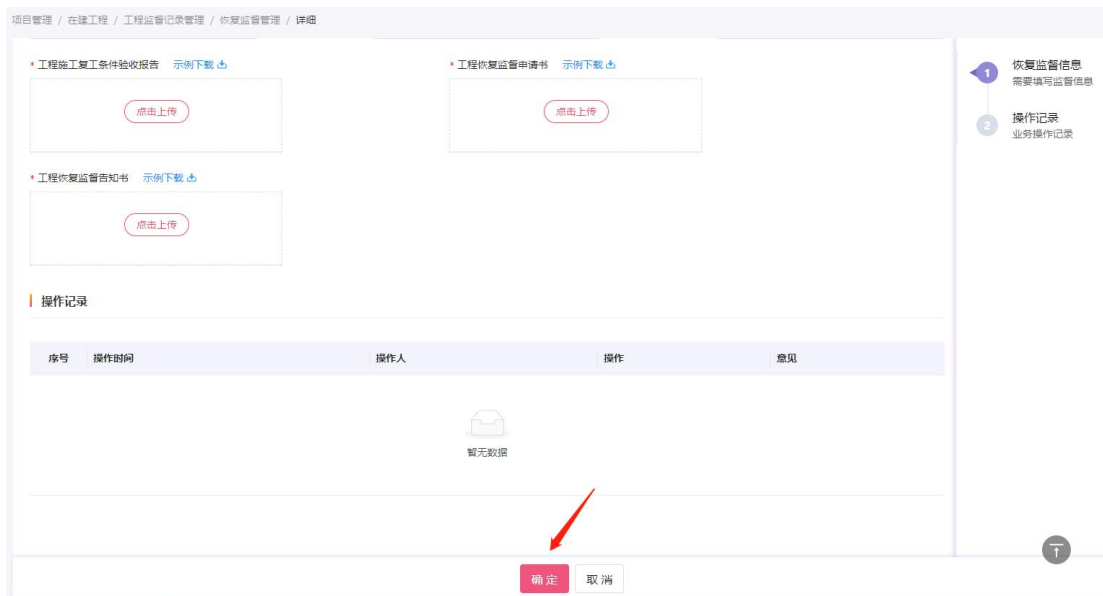 项目管理 / 在建工程 / 工程监督记录管理 / 恢复监督管理 / 详细
* 工程施工复工条件验收报告 示例下载
* 工程恢复监督申请书 示例下载
点击上传
点击上传
* 工程恢复监督告知书 示例下载
点击上传
操作记录
序号 操作时间 操作人 操作 意见
暂无数据
确定 取消
1 恢复监督信息
需要填写监督信息
2 操作记录
业务操作记录